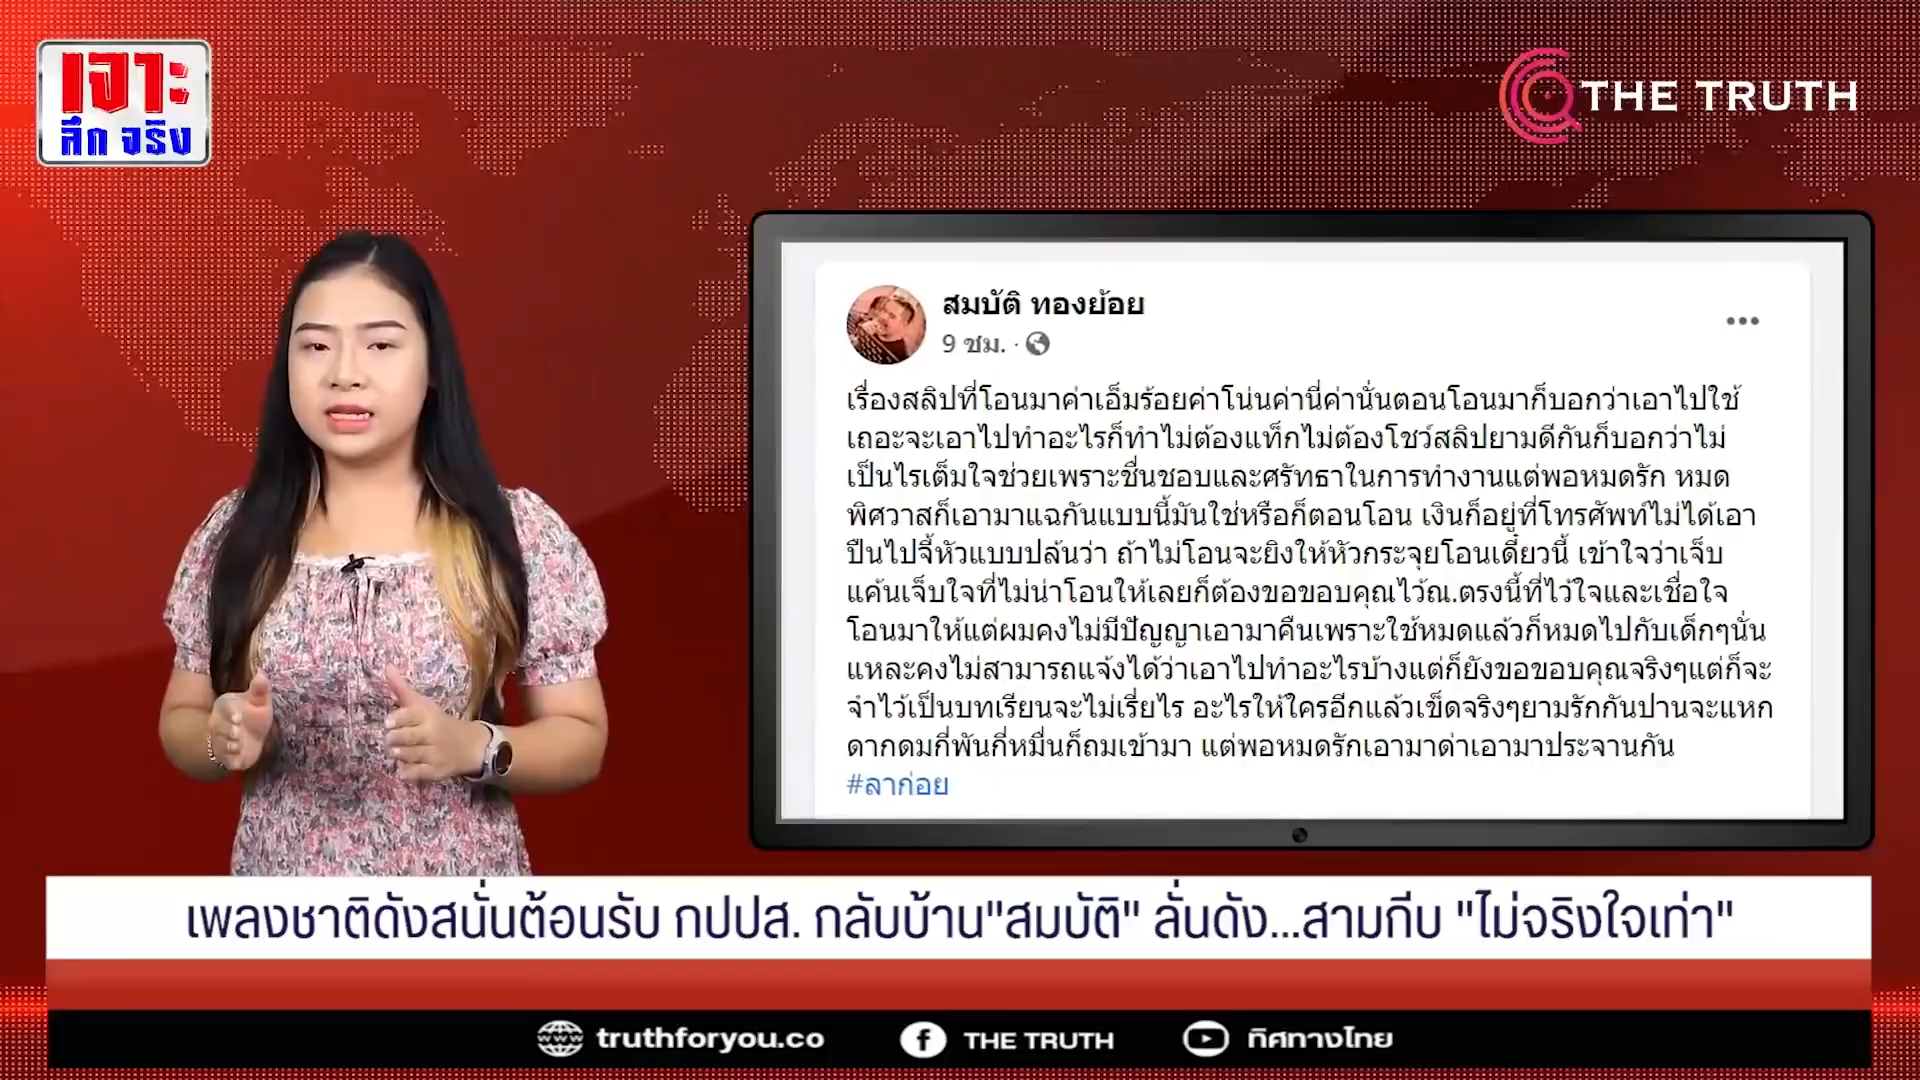 เจาะ
ลึก จริง
THE TRUTH
สมบัติ ทองย้อย
9 ชม. ·
เรื่องสลิปที่โอนมาค่าเอ็มร้อยค่าโน่นค่านี่ค่านั่นตอนโอนมาก็บอกว่าเอาไปใช้
เถอะจะเอาไปทำอะไรก็ทำไม่ต้องแท็กไม่ต้องโชว์สลิปยามดีกันก็บอกว่าไม่
เป็นไรเต็มใจช่วยเพราะชื่นชอบและศรัทธาในการทำงานแต่พอหมดรัก หมด
พิศวาสก็เอามาแฉกันแบบนี้มันใช่หรือก็ตอนโอน เงินก็อยู่ที่โทรศัพท์ไม่ได้เอา
ปืนไปจี้หัวแบบปล้นว่า ถ้าไม่โอนจะยิงให้หัวกระจุยโอนเดี๋ยวนี้ เข้าใจว่าเจ็บ
แค้นเจ็บใจที่ไม่น่าโอนให้เลยก็ต้องขอขอบคุณไว้ณ.ตรงนี้ที่ไว้ใจและเชื่อใจ
โอนมาให้แต่ผมคงไม่มีปัญญาเอามาคืนเพราะใช้หมดแล้วก็หมดไปกับเด็กๆนั่น
แหละคงไม่สามารถแจ้งได้ว่าเอาไปทำอะไรบ้างแต่ก็ยังขอขอบคุณจริงๆแต่ก็จะ
จำไว้เป็นบทเรียนจะไม่เรี่ยไร อะไรให้ใครอีกแล้วเข็ดจริงๆยามรักกันปานจะแหก
ดากดมกี่พันกี่หมื่นก็ถมเข้ามา แต่พอหมดรักเอามาด่าเอามาประจานกัน
#ลาก่อย
เพลงชาติดังสนั่นต้อนรับ กปปส. กลับบ้าน"สมบัติ" ลั่นดัง...สามกีบ "ไม่จริงใจเท่า"
truthforyou.co
THE TRUTH
ทิศทางไทย